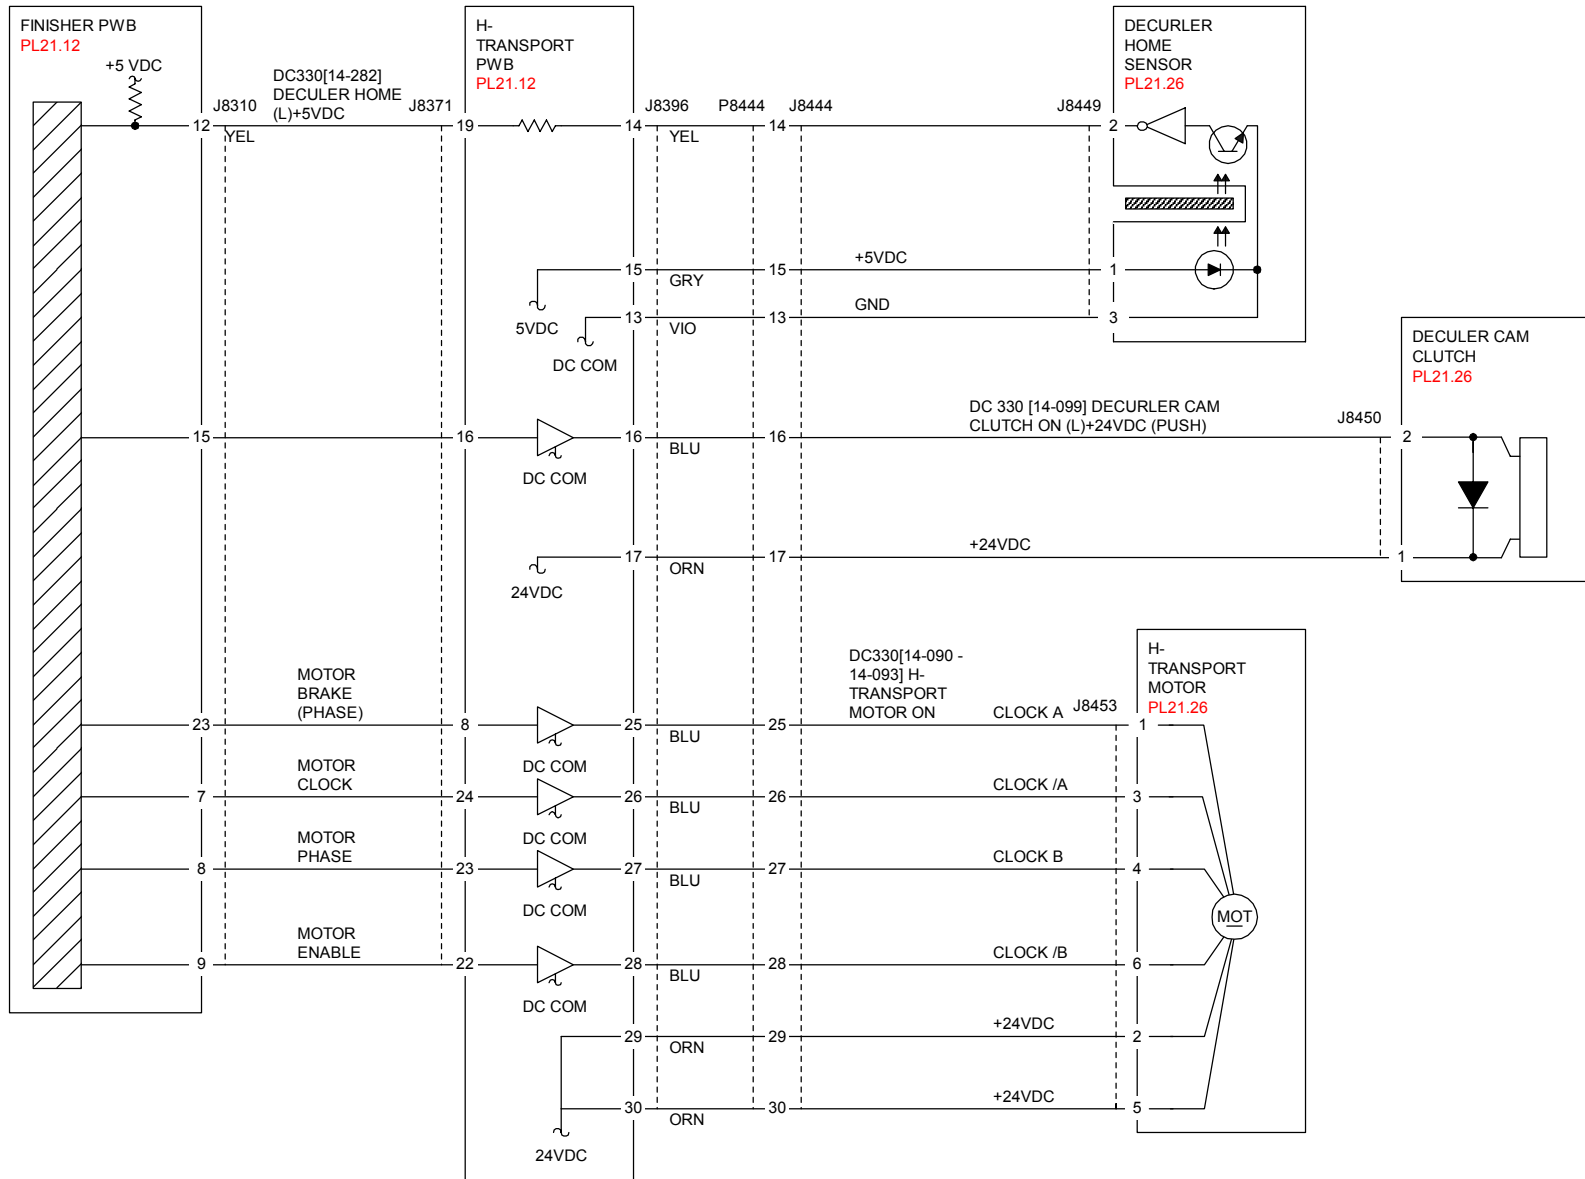 FINISHER PWB
PL21.12
+5 VDC
H-
TRANSPORT
PWB
PL21.12
DECURLER
HOME
SENSOR
PL21.26
DC330[14-282]
DECULER HOME
(L)+5VDC
J8310
J8371
J8396
P8444
J8444
J8449
12
YEL
19
14
YEL
14
2
15
GRY
15
+5VDC
1
5VDC
13
VIO
13
GND
3
DC COM
DECULER CAM
CLUTCH
PL21.26
DC 330 [14-099] DECURLER CAM
CLUTCH ON (L)+24VDC (PUSH)
J8450
15
16
16
BLU
16
2
DC COM
17
ORN
17
+24VDC
1
24VDC
H-
TRANSPORT
MOTOR
PL21.26
DC330[14-090 -
14-093] H-
TRANSPORT
MOTOR ON
J8453
MOTOR
BRAKE
(PHASE)
23
8
25
BLU
25
CLOCK A
1
DC COM
MOTOR
CLOCK
7
24
26
BLU
26
CLOCK /A
3
DC COM
MOTOR
PHASE
8
23
27
BLU
27
CLOCK B
4
DC COM
MOT
MOTOR
ENABLE
9
22
28
BLU
28
CLOCK /B
6
DC COM
29
ORN
29
+24VDC
2
30
ORN
30
+24VDC
5
24VDC